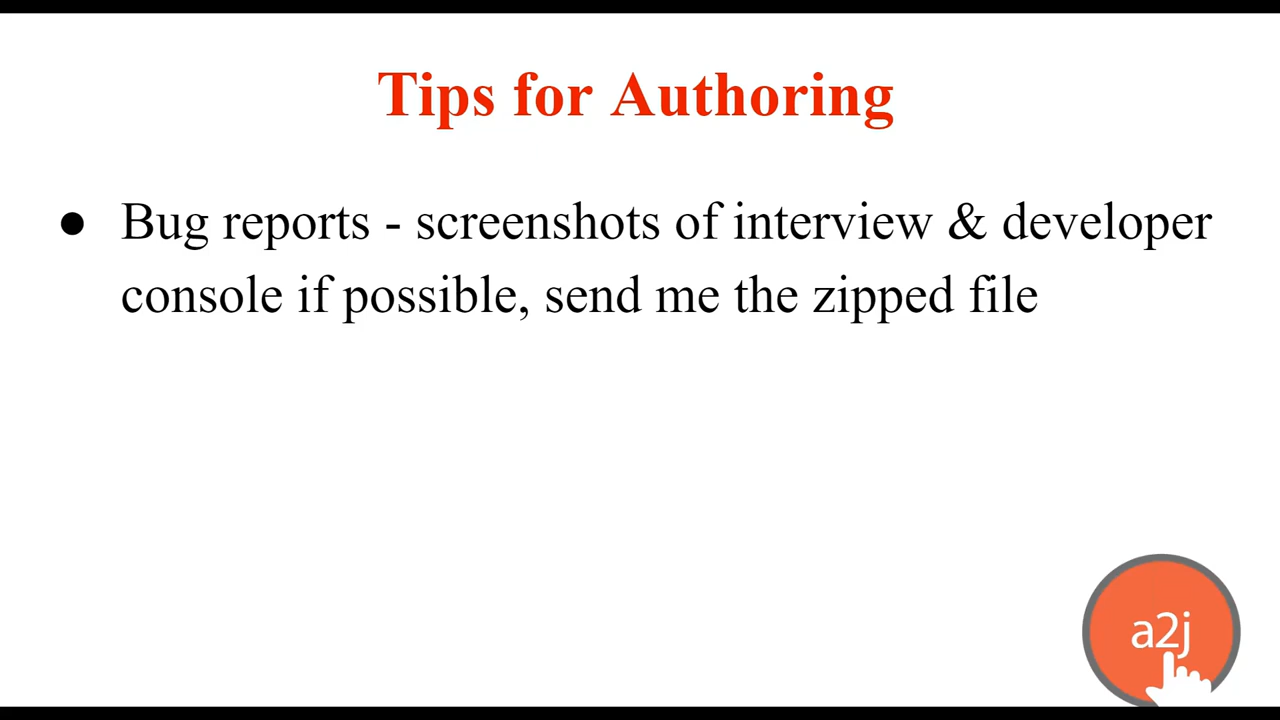 Tips for Authoring
● Bug reports - screenshots of interview & developer
console if possible, send me the zipped file
a2j